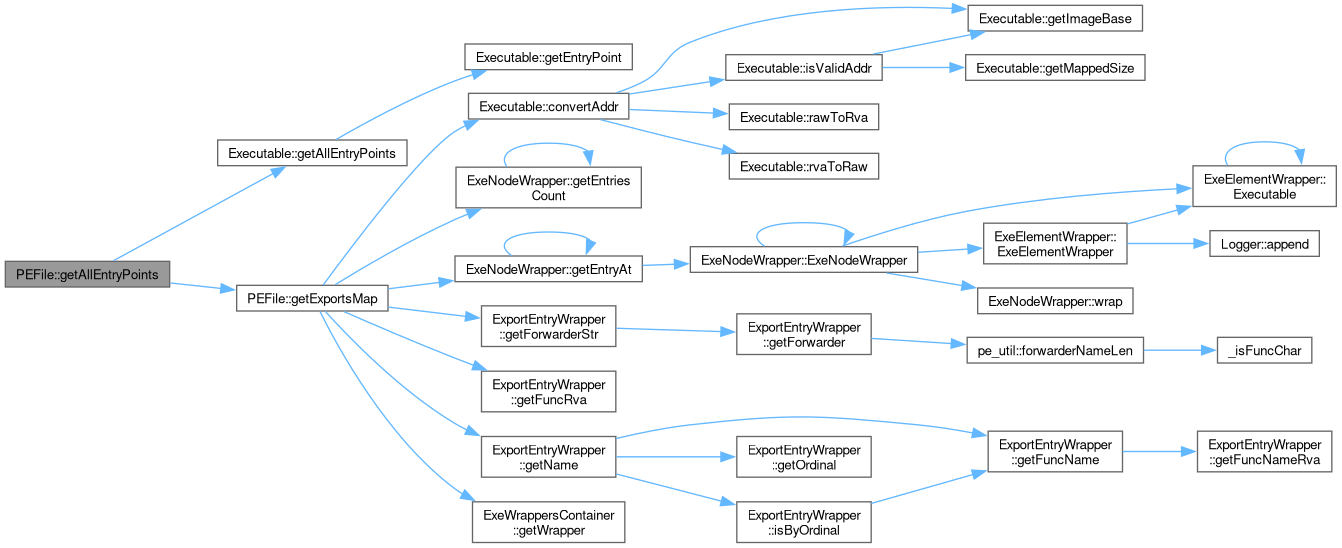 PEFile::getAllEntryPoints
Executable::getAllEntryPoints
PEFile::getExportsMap
Executable::getEntryPoint
Executable::convertAddr
ExeNodeWrapper::getEntries
Count
ExeNodeWrapper::getEntryAt
ExportEntryWrapper
::getForwarderStr
ExportEntryWrapper
::getFuncRva
ExportEntryWrapper
::getName
ExeWrappersContainer
::getWrapper
Executable::isValidAddr
Executable::rawToRva
Executable::rvaToRaw
ExeNodeWrapper::ExeNodeWrapper
ExportEntryWrapper
::getForwarder
ExportEntryWrapper
::getOrdinal
ExportEntryWrapper
::isByOrdinal
Executable::getImageBase
Executable::getMappedSize
ExeElementWrapper::
ExeElementWrapper
ExeNodeWrapper::wrap
pe_util::forwarderNameLen
ExportEntryWrapper
::getFuncName
ExeElementWrapper::
Executable
Logger::append
_isFuncChar
ExportEntryWrapper
::getFuncNameRva